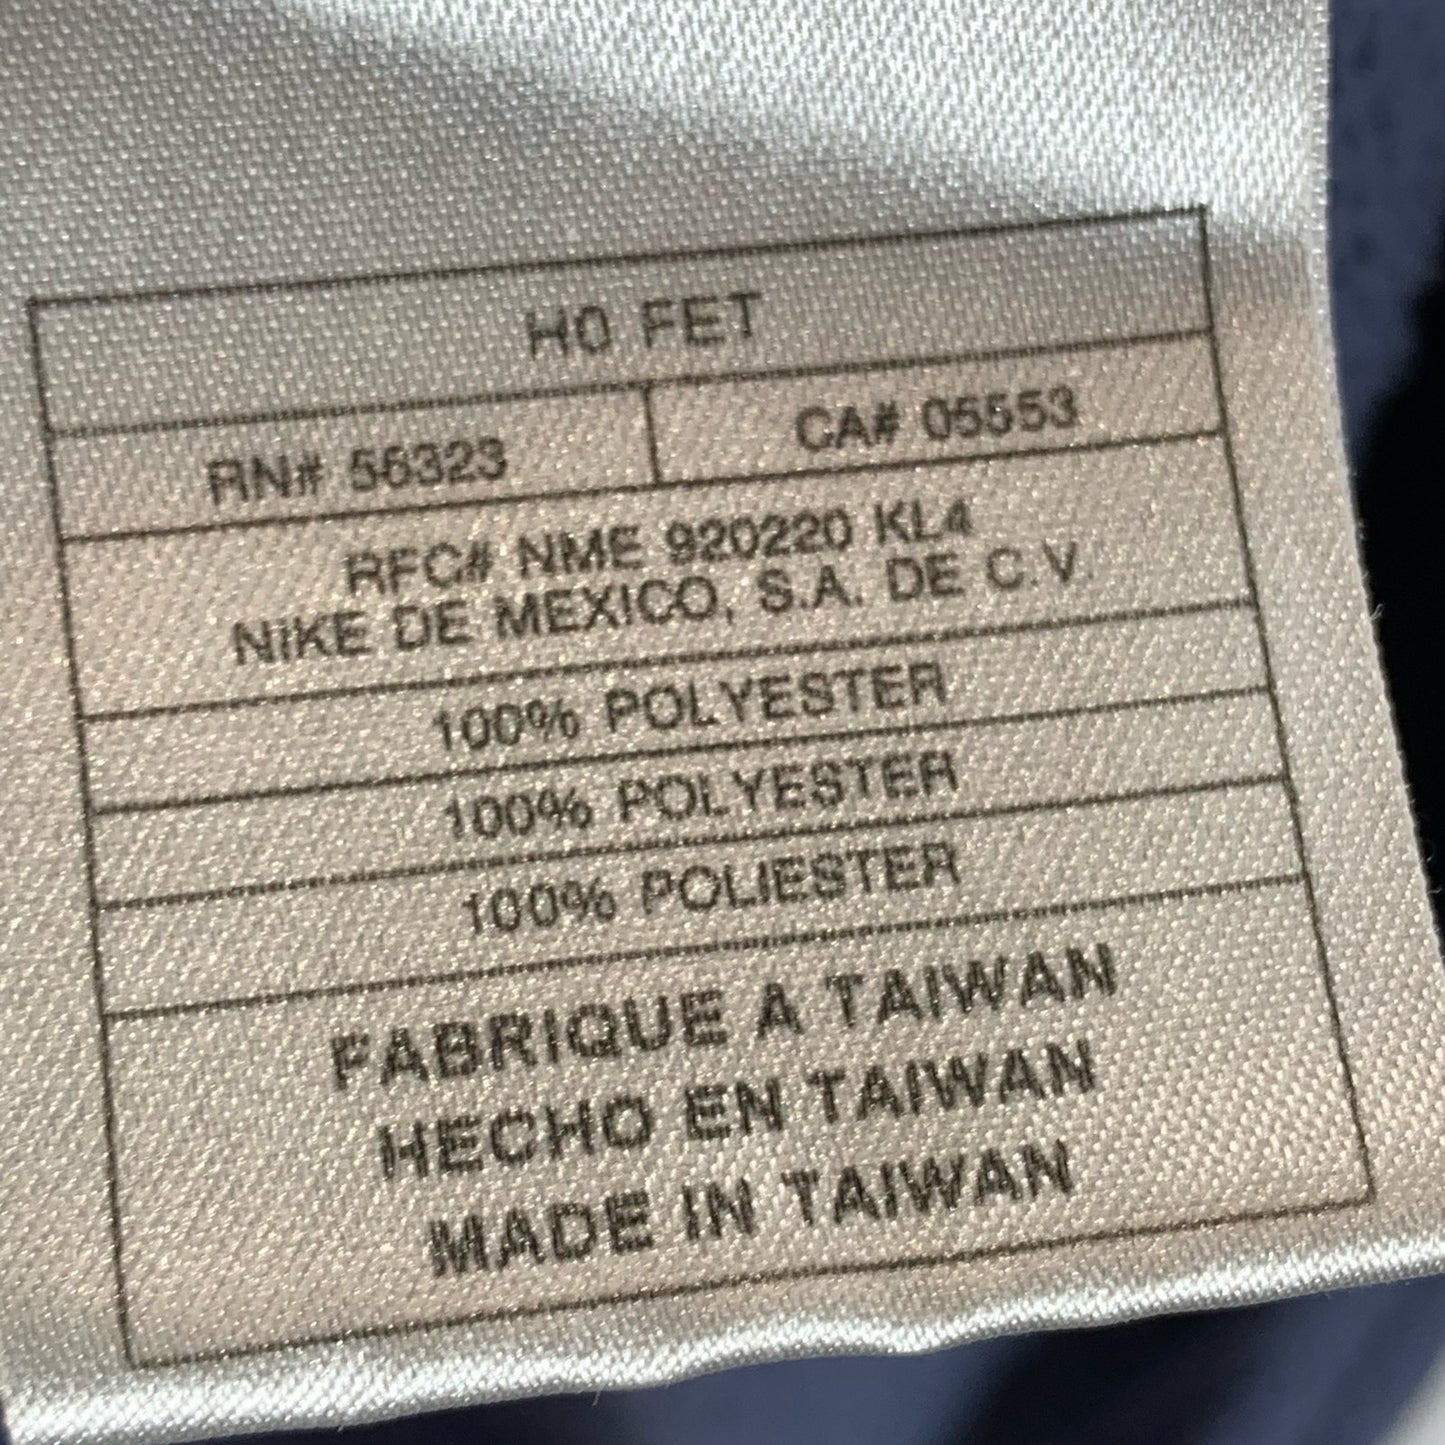 HO FET
RN# 56323 CA# 05553
RFC# NME 920220 KL4
NIKE DE MEXICO, S.A. DE C.V.
100% POLYESTER
100% POLYESTER
100% POLIESTER
FABRIQUE A TAIWAN
HECHO EN TAIWAN
MADE IN TAIWAN